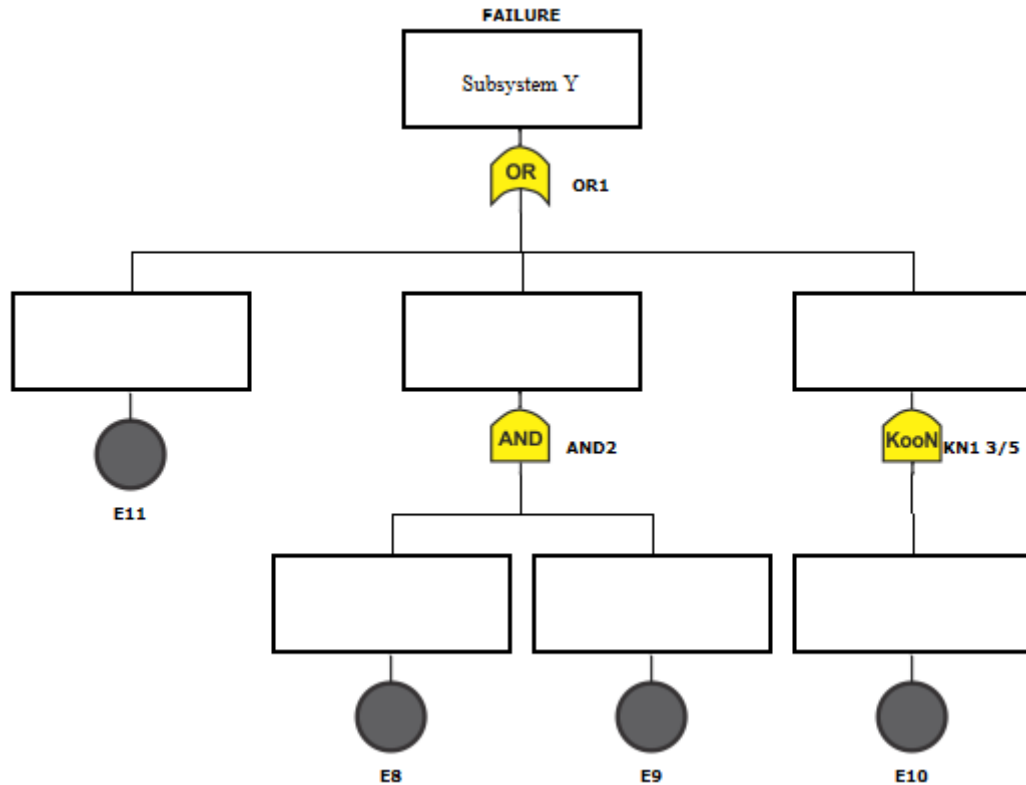 FAILURE
Subsystem Y
OR
OR1
AND
AND2
KooN
KN1 3/5
E11
E8
E9
E10